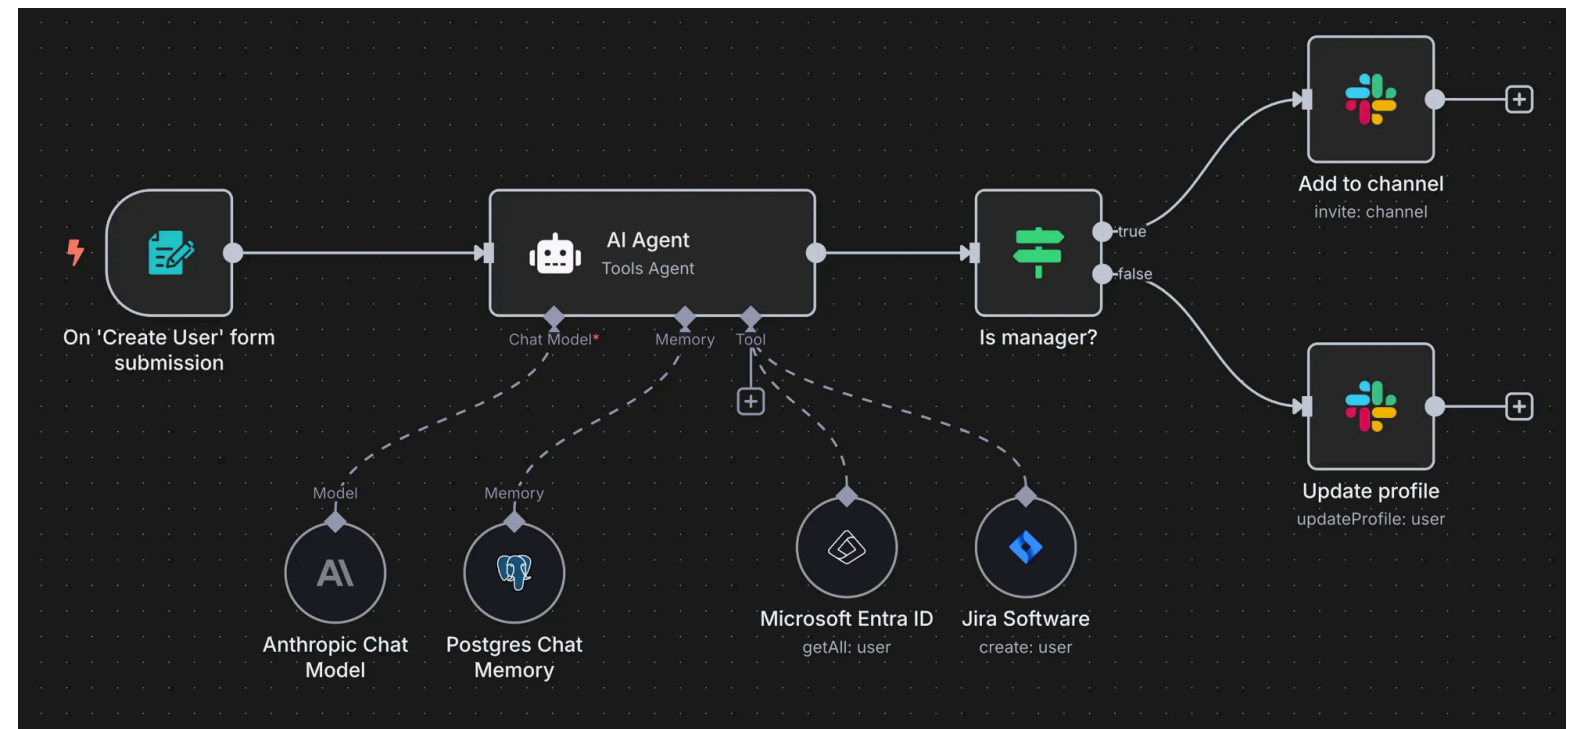 Add to channel
invite: channel
AI Agent
Tools Agent
true
false
On 'Create User' form
submission
Chat Model*
Memory
Tool
Is manager?
Model
Memory
Update profile
updateProfile: user
Anthropic Chat
Model
Postgres Chat
Memory
Microsoft Entra ID
getAll: user
Jira Software
create: user